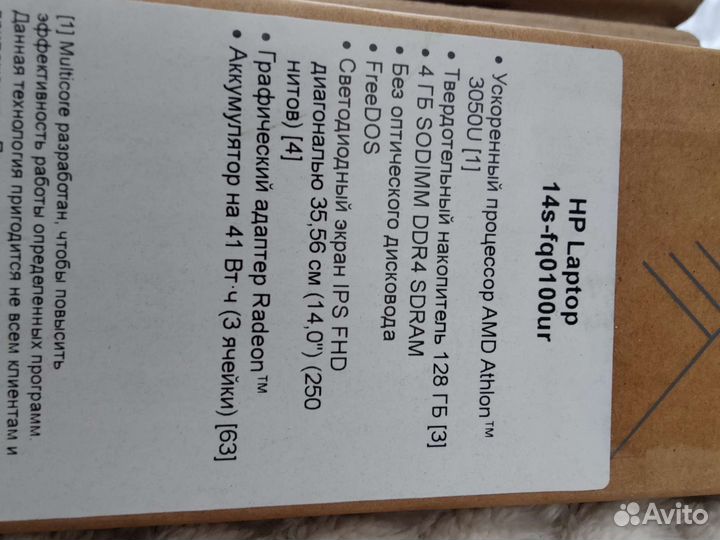 HP Laptop
14s-fq0100ur
• Ускоренный процессор AMD Athlon™
3050U [1]
• Твердотельный накопитель 128 ГБ [3]
• 4 ГБ SODIMM DDR4 SDRAM
• Без оптического дисковода
• FreeDOS
• Светодиодный экран IPS FHD
диагональю 35,56 см (14,0") (250
нитов) [4]
• Графический адаптер Radeon™
• Аккумулятор на 41 Вт·ч (3 ячейки) [63]
[1] Multicore разработан, чтобы повысить
эффективность работы определенных программ.
Данная технология пригодится не всем клиентам и
Avito